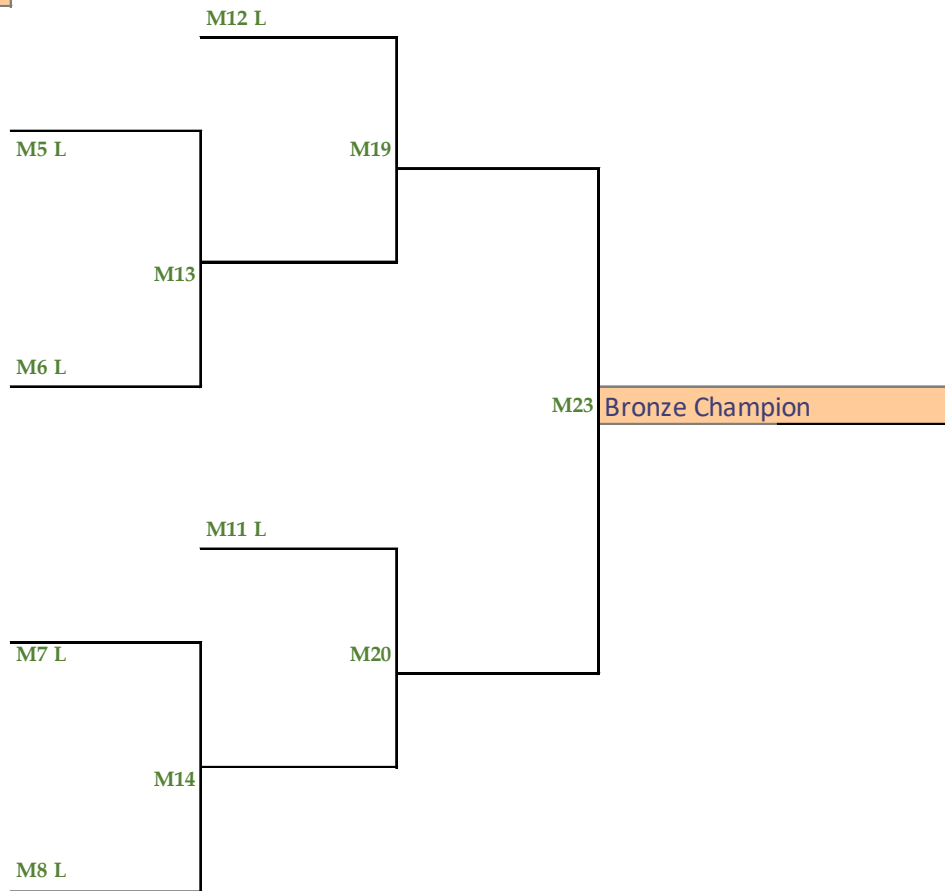 M12 L
M5 L
M19
M13
M6 L
M23 Bronze Champion
M11 L
M7 L
M20
M14
M8 L